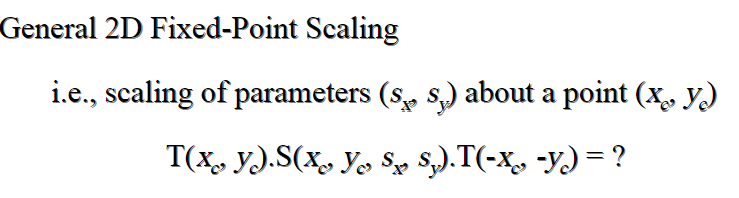 General 2D Fixed-Point Scaling
i.e., scaling of parameters (sx, sy) about a point (xc, yc)
T(xc, yc).S(xc, yc, sx, sy).T(-xc, -yc) = ?